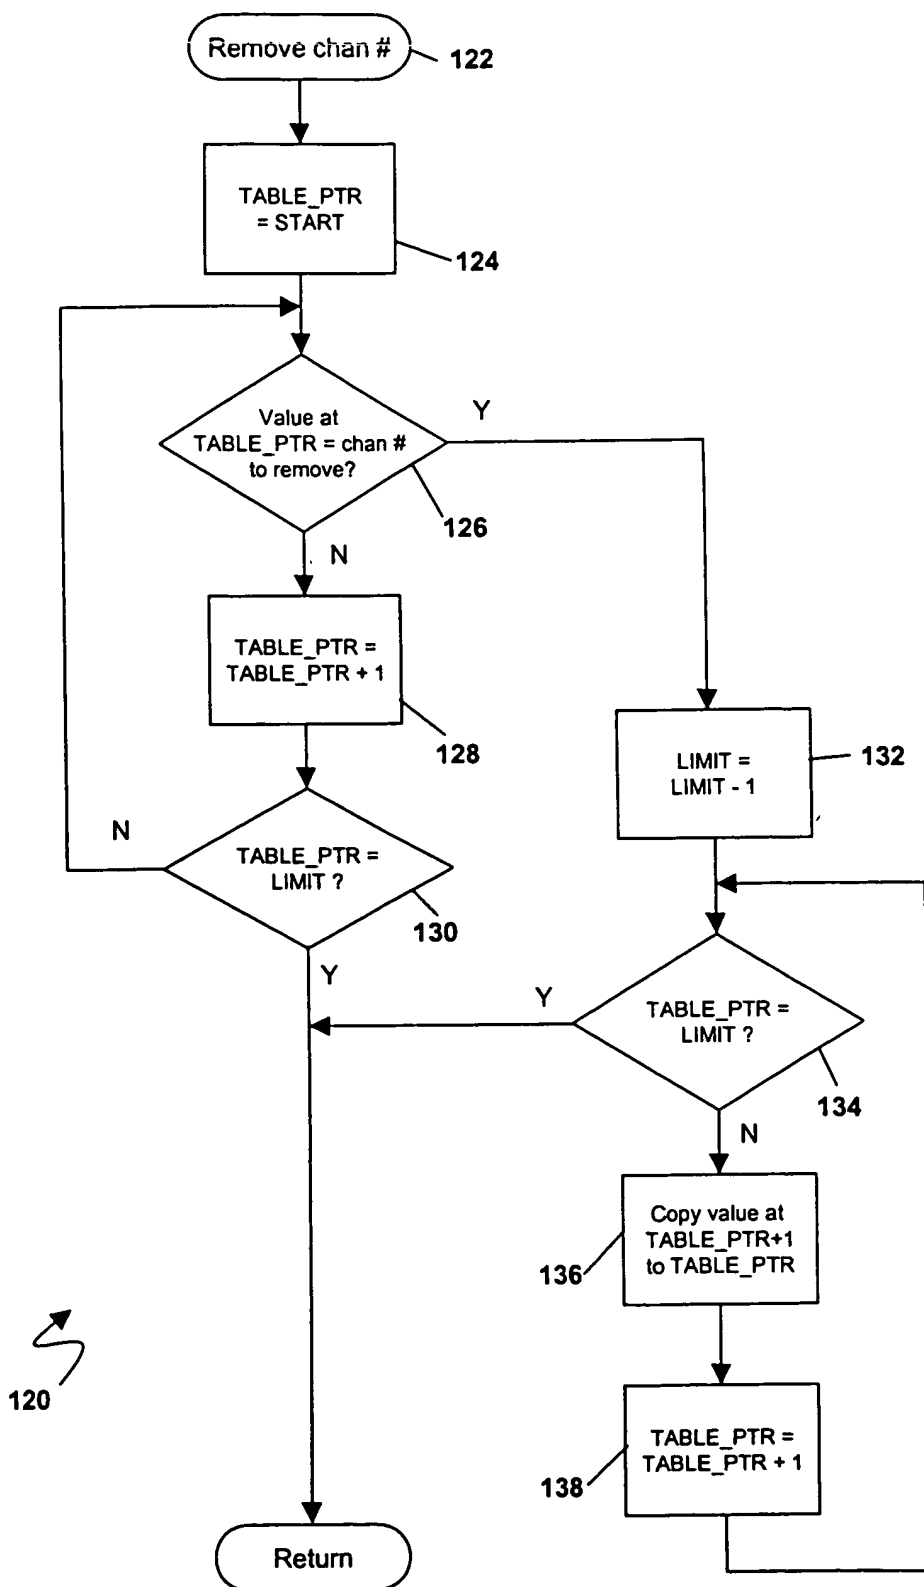 Remove chan #
122
TABLE_PTR
= START
124
Value at
TABLE_PTR = chan #
to remove?
Y
126
N
TABLE_PTR =
TABLE_PTR + 1
128
LIMIT =
LIMIT - 1
132
N
TABLE_PTR =
LIMIT ?
130
Y
Y
TABLE_PTR =
LIMIT ?
134
N
Copy value at
TABLE_PTR+1
to TABLE_PTR
136
120
TABLE_PTR =
TABLE_PTR + 1
138
Return